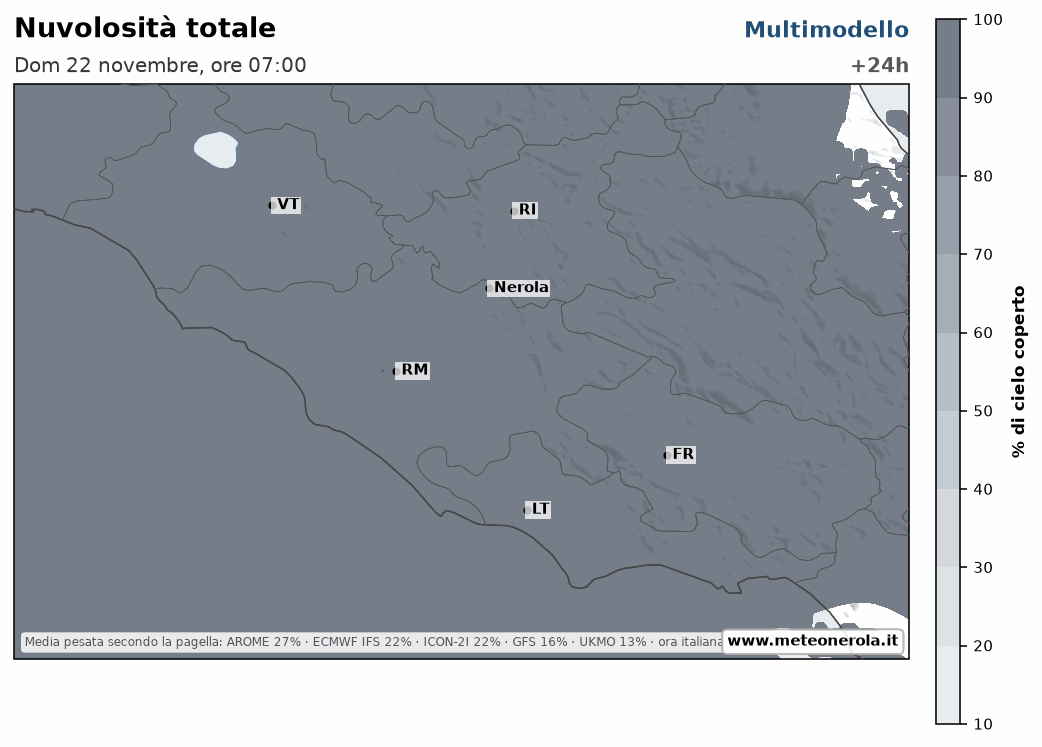 Nuvolosità totale
Multimodello
Dom 22 novembre, ore 07:00
+24h
100
90
80
70
60
50
40
30
20
10
% di cielo coperto
VT
RI
Nerola
RM
FR
LT
Media pesata secondo la pagella: AROME 27% · ECMWF IFS 22% · ICON-2I 22% · GFS 16% · UKMO 13% · ora italiana
www.meteonerola.it